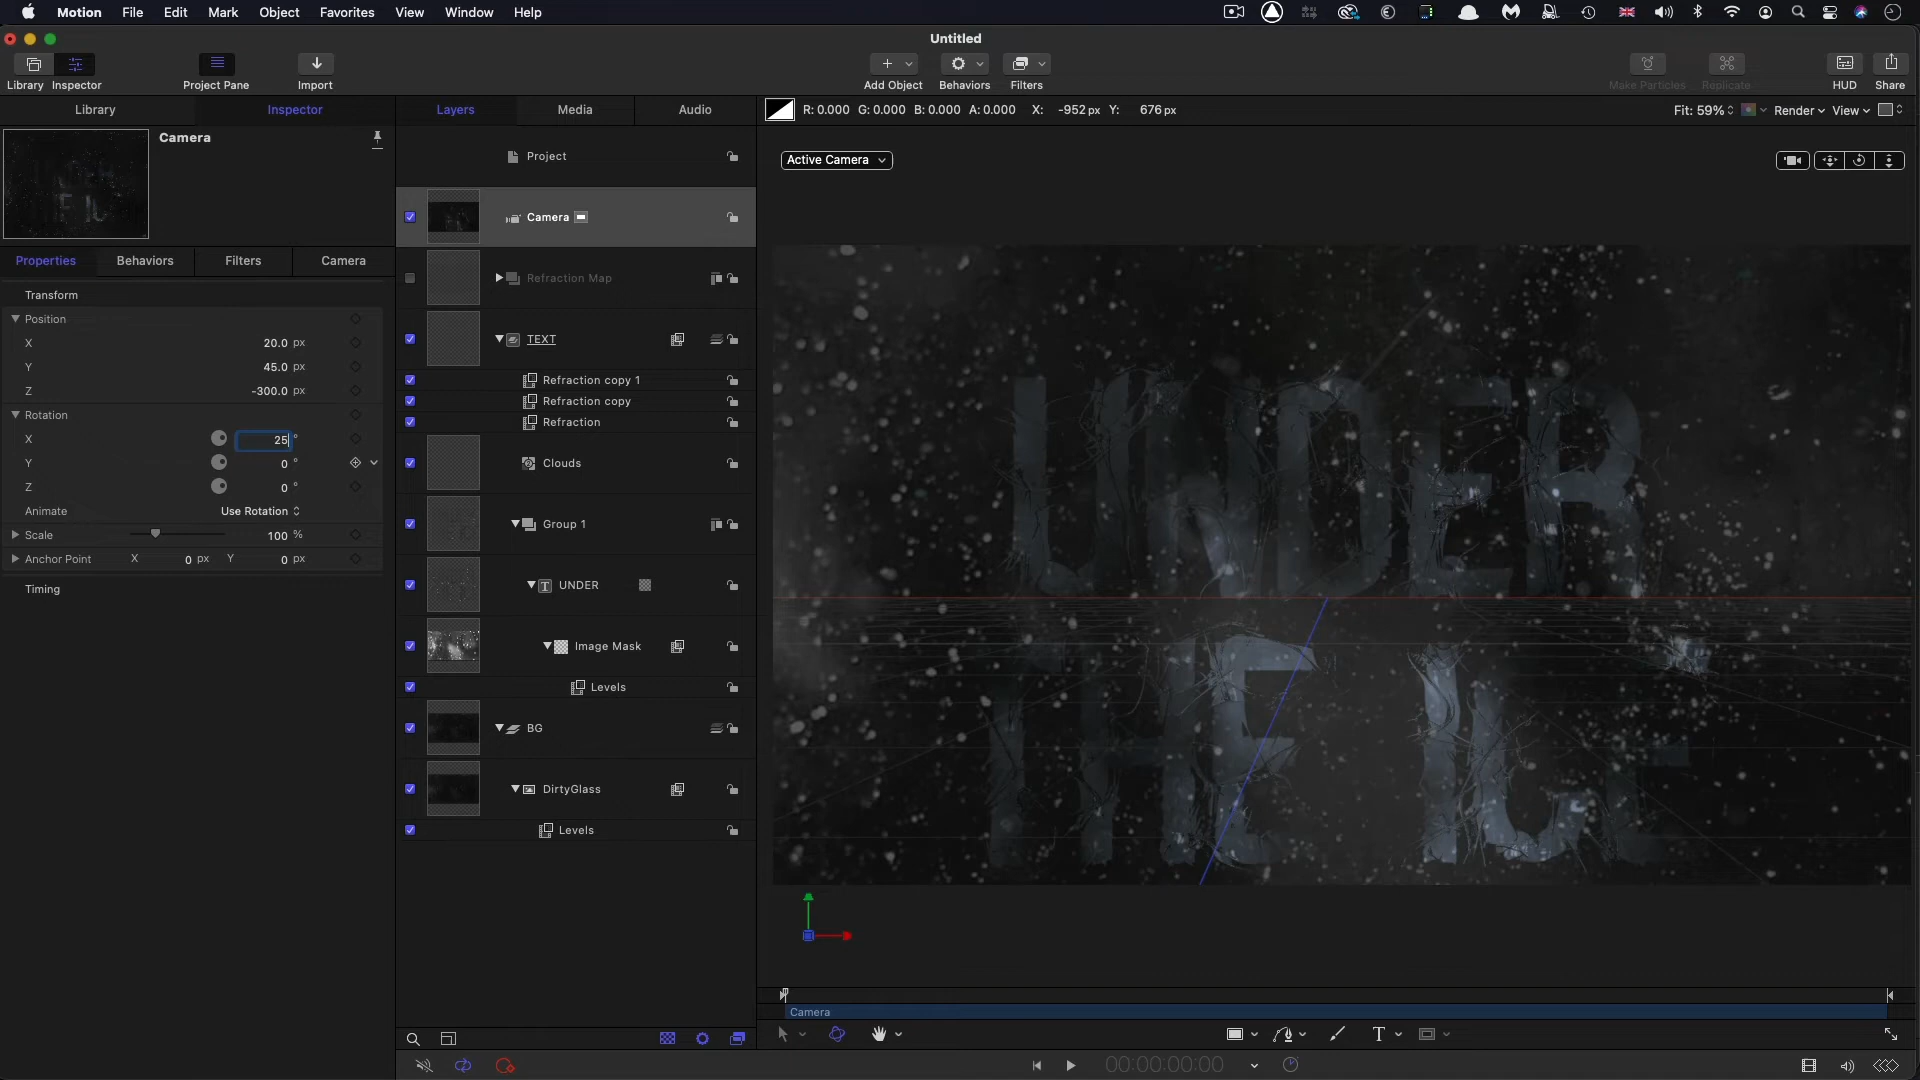 Motion File Edit Mark Object Favorites View Window Help
Untitled
Library Inspector Project Pane Import Add Object Behaviors Filters Make Particles Replicate HUD Share
Library Inspector Layers Media Audio R: 0.000 G: 0.000 B: 0.000 A: 0.000 X: -952 px Y: 676 px Fit: 59% Render View
Camera
Project
Active Camera
Camera
Properties Behaviors Filters Camera
Refraction Map
Transform
Position
X 20.0 px
TEXT
Y 45.0 px
Refraction copy 1
Z -300.0 px
Refraction copy
Rotation
Refraction
X 25 °
Y 0 °
Clouds
Z 0 °
Animate Use Rotation
Group 1
Scale 100 %
Anchor Point X 0 px Y 0 px
UNDER
Timing
Image Mask
Levels
BG
DirtyGlass
Levels
UNDER
THE ICE
Camera
T
00:00:00:00